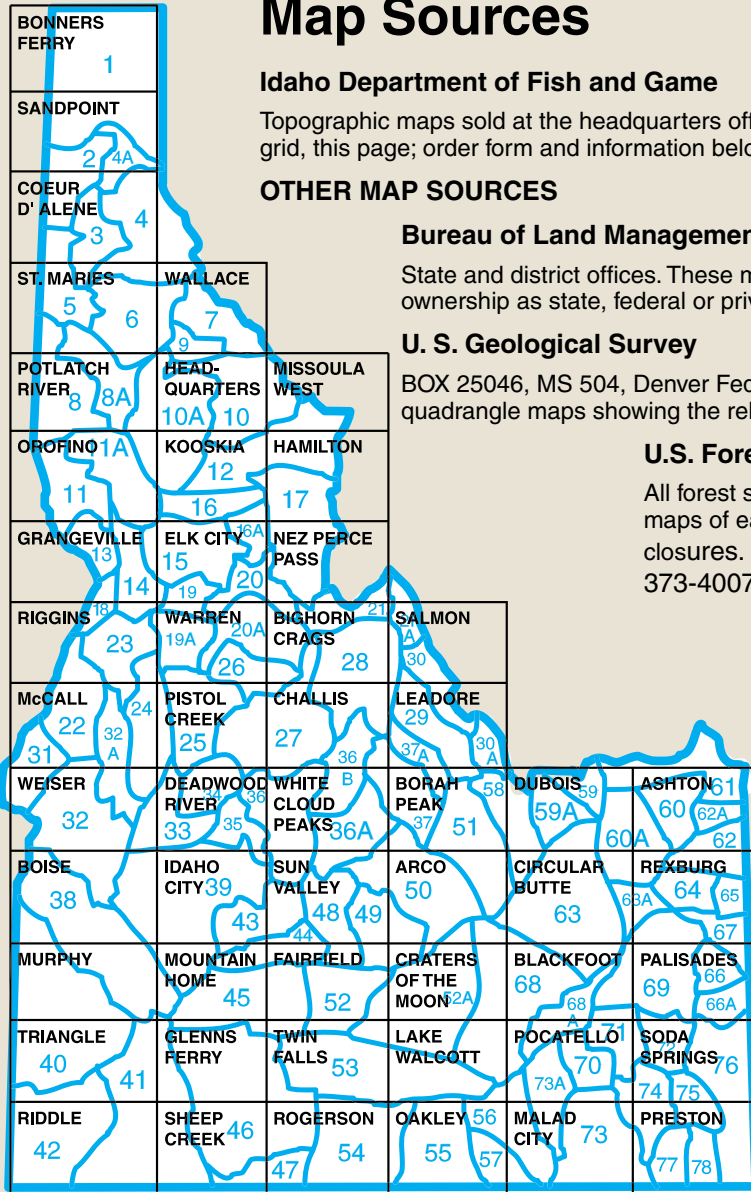 Map Sources
Idaho Department of Fish and Game
Topographic maps sold at the headquarters
grid, this page; order form and information
OTHER MAP SOURCES
Bureau of Land
State and district offices. These
ownership as state, federal or
U. S. Geological Survey
BOX 25046, MS 504, Denver
quadrangle maps showing the
U.S.
All forest
maps of
closures.
373-4007
BONNERS
FERRY
1
SANDPOINT
2 4A
COEUR
D' ALENE
3 4
ST. MARIES WALLACE
5 6 7
9
POTLATCH HEAD- MISSOULA
RIVER QUARTERS WEST
8 8A 10A 10
OROFINO 11A KOOSKIA HAMILTON
11 12 17
16
GRANGEVILLE ELK CITY 16A NEZ PERCE
13 15 PASS
14 19 20
RIGGINS 18 WARREN BIGHORN 21 SALMON
23 19A 20A CRAGS A
26 28 30
McCALL PISTOL CHALLIS LEADORE
22 24 CREEK 27 29
31 32 25 36 37A 30
A B A
WEISER DEADWOOD WHITE BORAH 58 DUBOIS 59 ASHTON 61
RIVER 34 36 CLOUD PEAK 59A 60 62A
32 33 35 PEAKS 36A 37 51 60A 62
BOISE IDAHO SUN ARCO CIRCULAR REXBURG
38 CITY 39 VALLEY 50 BUTTE 63A 64 65
43 48 49 63 67
44
MURPHY MOUNTAIN FAIRFIELD CRATERS BLACKFOOT PALISADES
HOME OF THE 68 69 66
45 52 MOON 52A 68 66A
A
TRIANGLE GLENNS TWIN LAKE POCATELLO 71 SODA
40 FERRY FALLS WALCOTT 70 72 SPRINGS 76
41 53 73A 74 75
RIDDLE SHEEP ROGERSON OAKLEY 56 MALAD PRESTON
42 CREEK 46 54 55 CITY 73
47 57 77 78